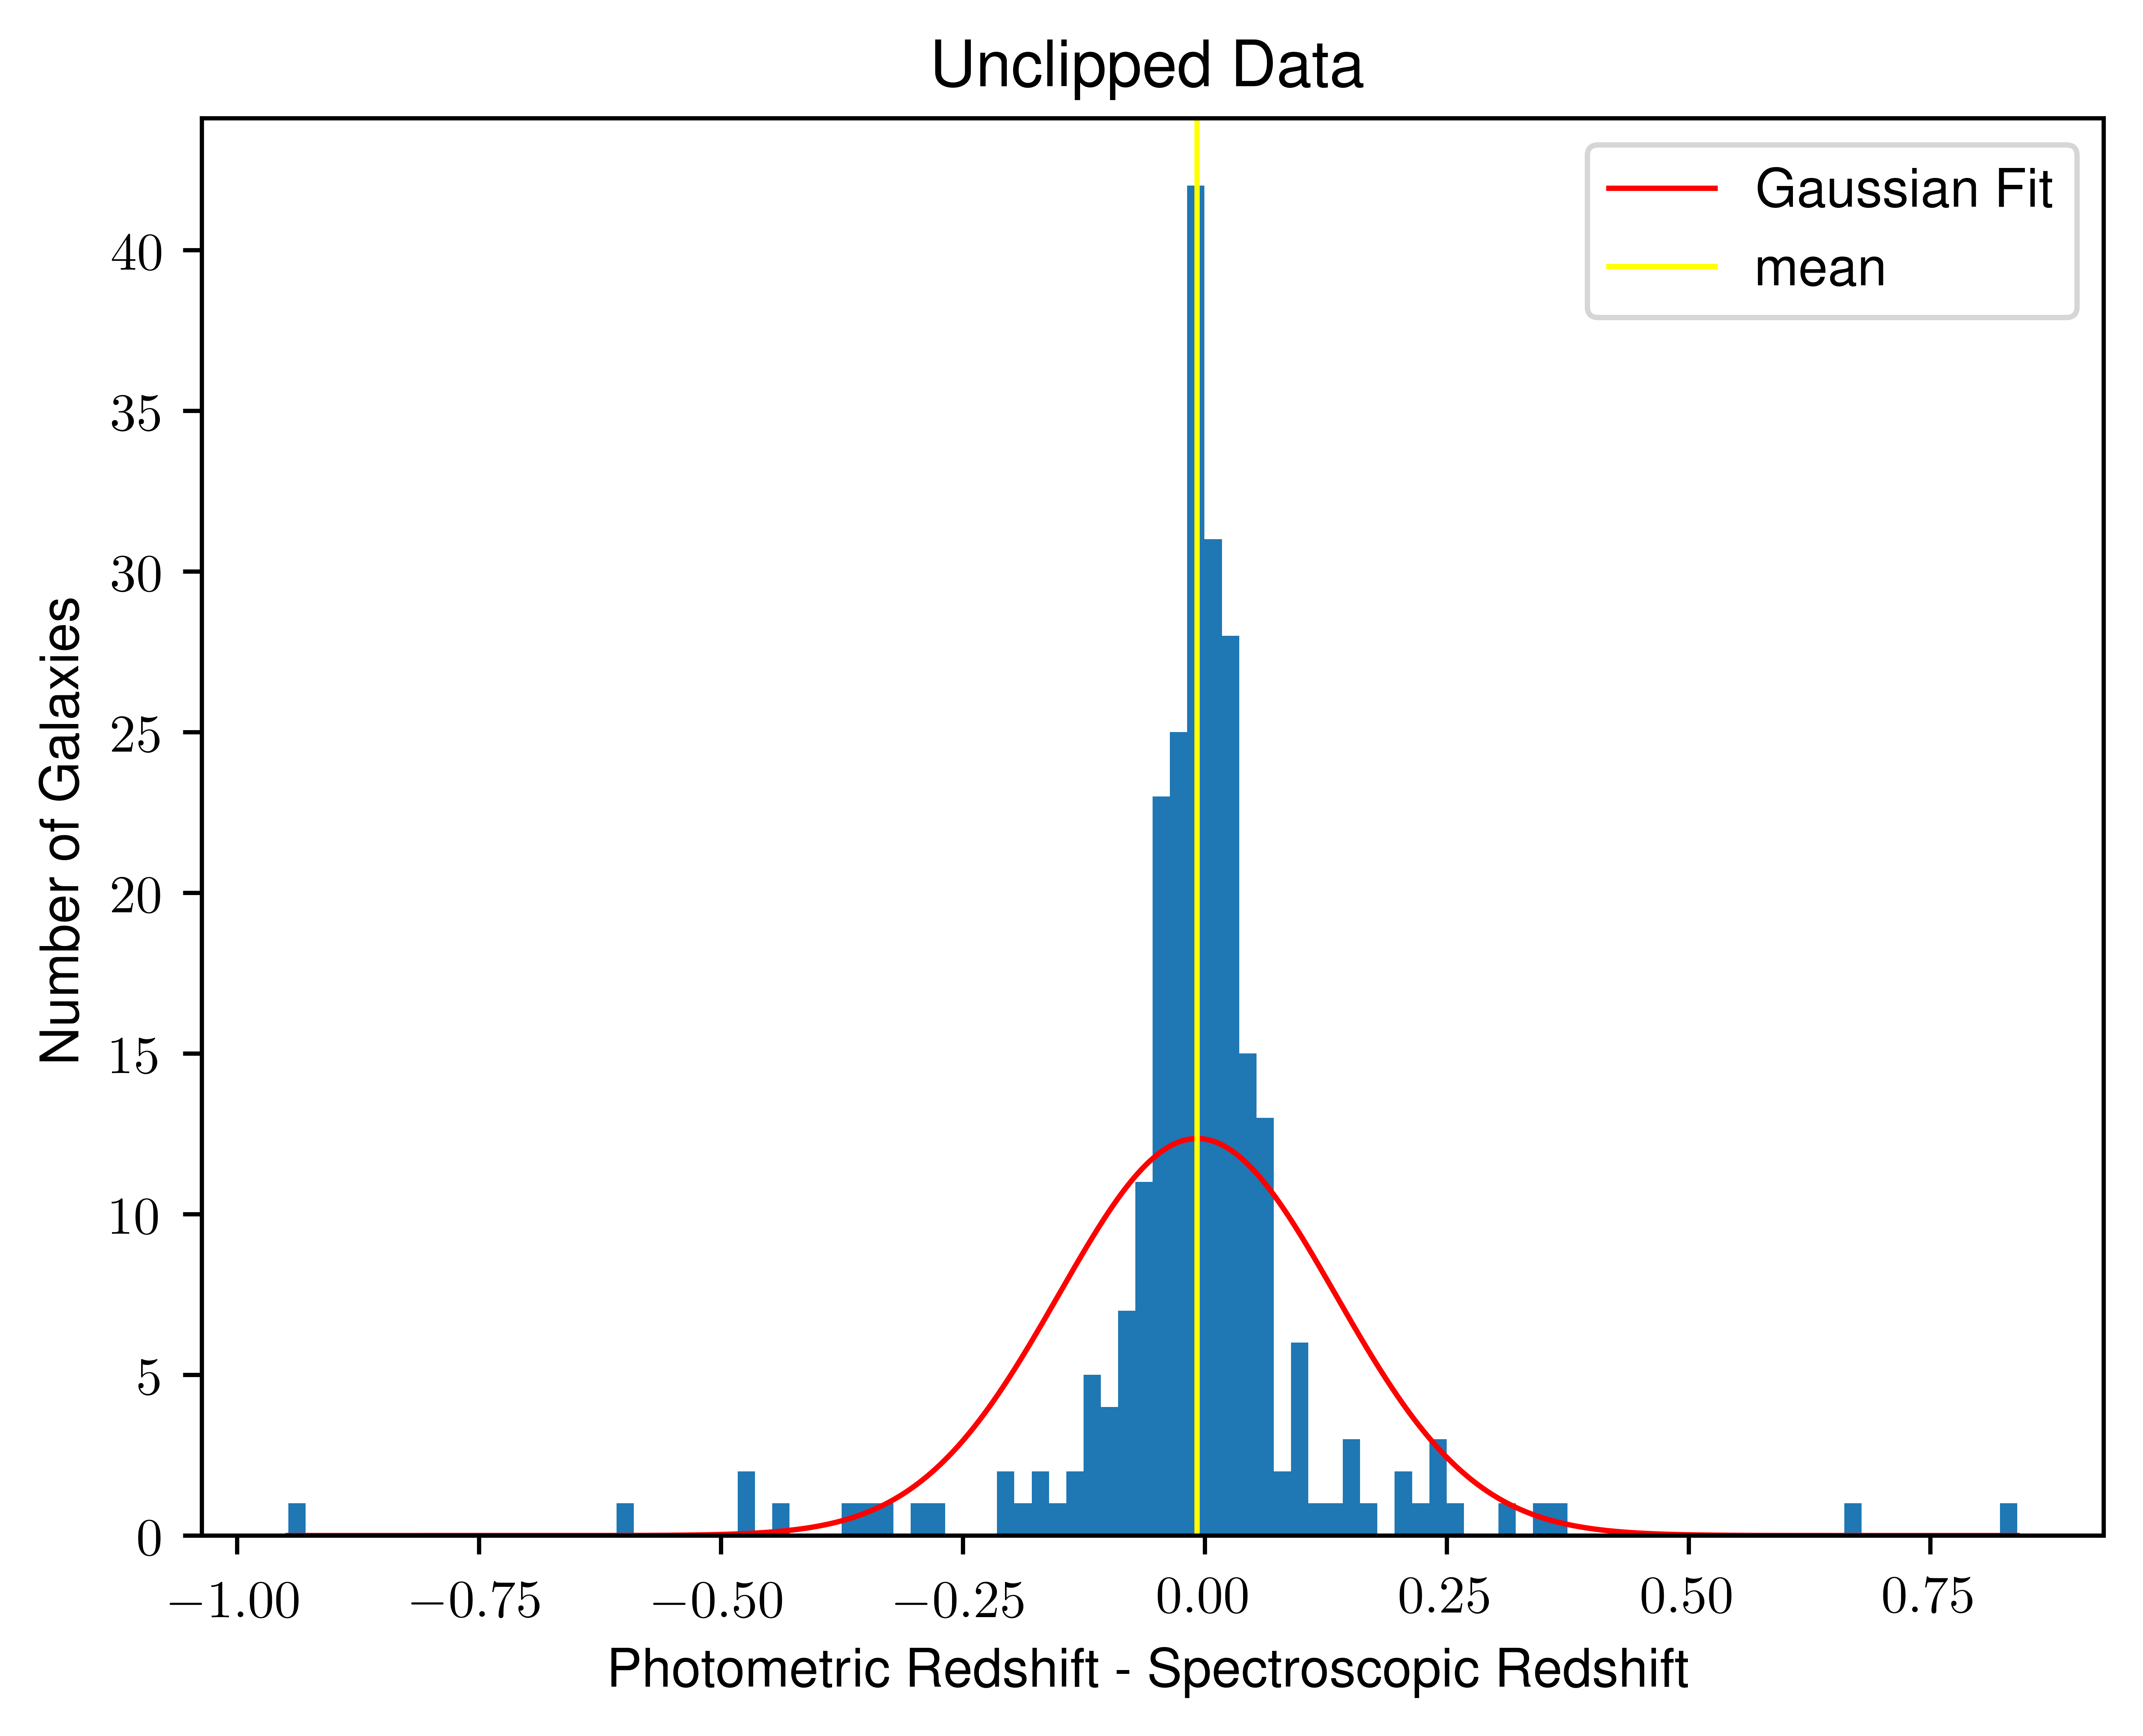 Unclipped Data
Gaussian Fit
mean
Number of Galaxies
40
35
30
25
20
15
10
5
0
−1.00 −0.75 −0.50 −0.25 0.00 0.25 0.50 0.75
Photometric Redshift - Spectroscopic Redshift